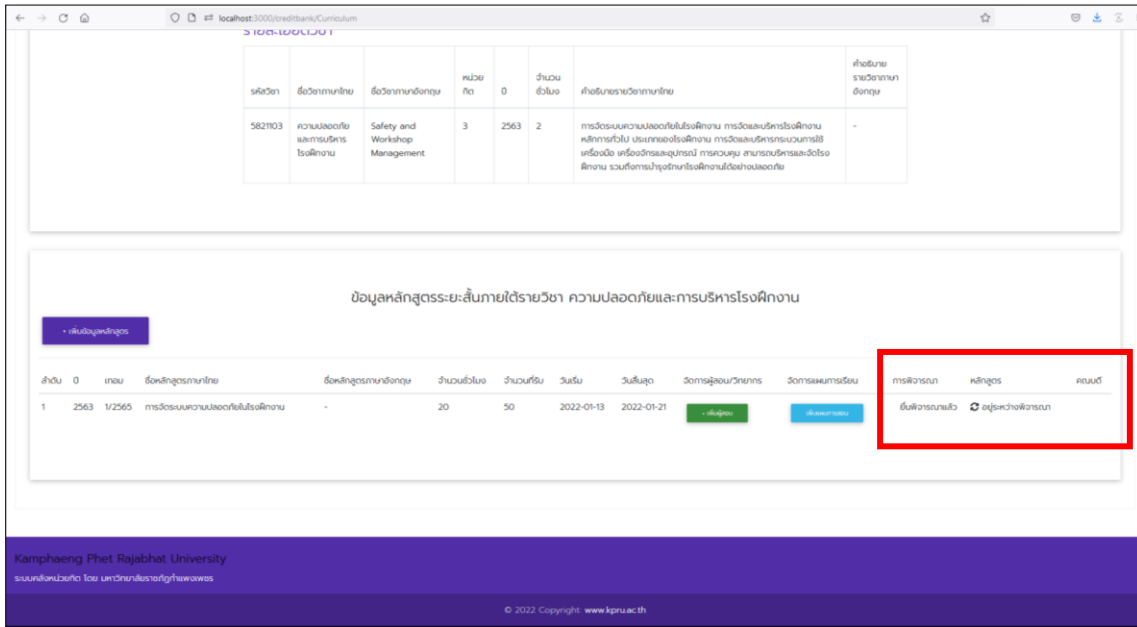 localhost:3000/creditbank/Curriculum
รายละเอียดวิชา
รหัสวิชา ชื่อวิชาภาษาไทย ชื่อวิชาภาษาอังกฤษ หน่วย
กิต ปี จำนวน
ชั่วโมง คำอธิบายรายวิชาภาษาไทย คำอธิบาย
รายวิชาภาษา
อังกฤษ
5821103 ความปลอดภัย Safety and 3 2563 2 การจัดระบบความปลอดภัยในโรงฝึกงาน การจัดและบริหารโรงฝึกงาน -
และการบริหาร Workshop หลักการทั่วไป ประเภทของโรงฝึกงาน การจัดและบริหารกระบวนการใช้
โรงฝึกงาน Management เครื่องมือ เครื่องจักรและอุปกรณ์ การควบคุม สามารถบริหารและจัดโรง
ฝึกงาน รวมถึงการบำรุงรักษาโรงฝึกงานได้อย่างปลอดภัย
ข้อมูลหลักสูตรระยะสั้นภายใต้รายวิชา ความปลอดภัยและการบริหารโรงฝึกงาน
+ เพิ่มข้อมูลหลักสูตร
ลำดับ ปี เทอม ชื่อหลักสูตรภาษาไทย ชื่อหลักสูตรภาษาอังกฤษ จำนวนชั่วโมง จำนวนที่รับ วันเริ่ม วันสิ้นสุด จัดการผู้สอน/วิทยากร จัดการแผนการเรียน การพิจารณา หลักสูตร คณบดี
1 2563 1/2565 การจัดระบบความปลอดภัยในโรงฝึกงาน - 20 50 2022-01-13 2022-01-21 + เพิ่มผู้สอน เพิ่มแผนการสอน ยื่นพิจารณาแล้ว อยู่ระหว่างพิจารณา
Kamphaeng Phet Rajabhat University
ระบบคลังหน่วยกิต โดย มหาวิทยาลัยราชภัฏกำแพงเพชร
© 2022 Copyright: www.kpru.ac.th